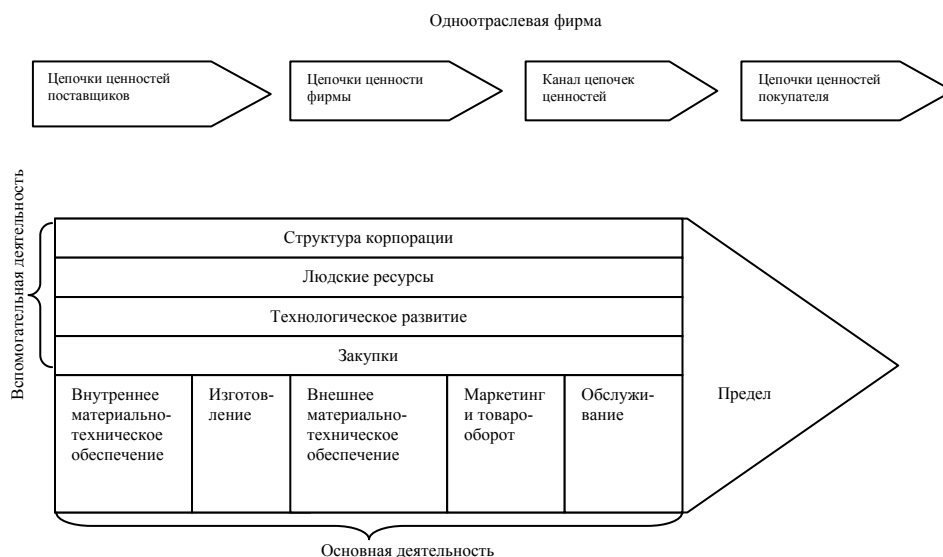 Одноотраслевая фирма
Цепочки ценностей
поставщиков
Цепочки ценности
фирмы
Канал цепочек
ценностей
Цепочки ценностей
покупателя
Вспомогательная деятельность
Структура корпорации
Людские ресурсы
Технологическое развитие
Закупки
Внутреннее
материально-
техническое
обеспечение
Изготов-
ление
Внешнее
материально-
техническое
обеспечение
Маркетинг
и товаро-
оборот
Обслужи-
вание
Предел
Основная деятельность